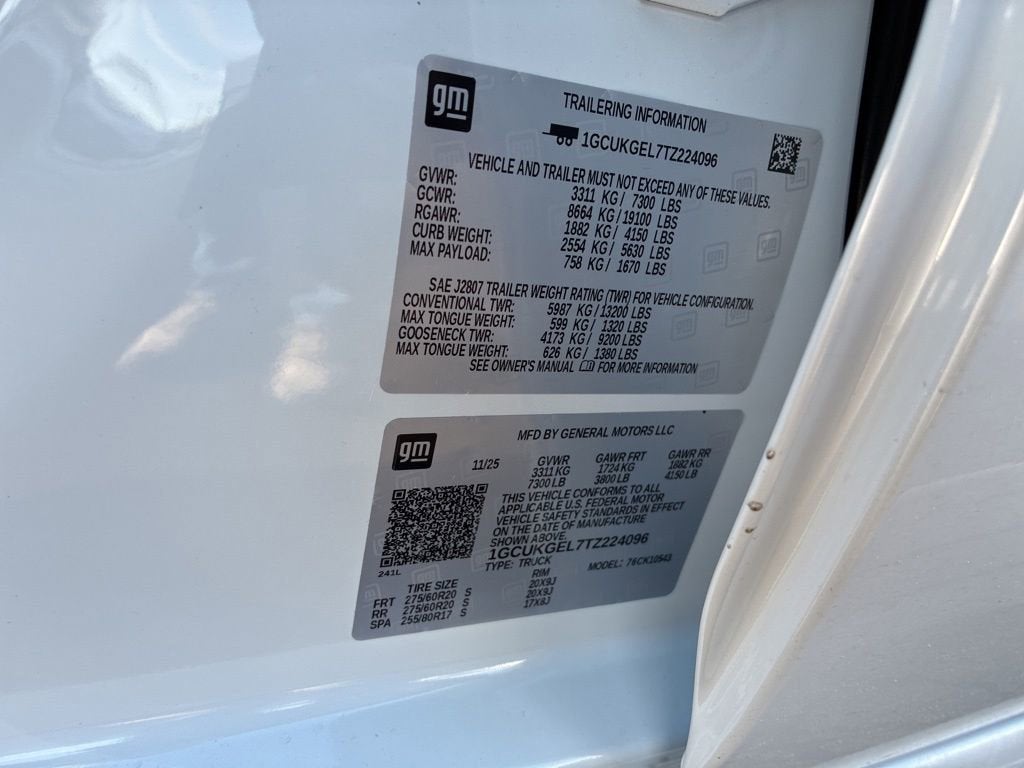 gm
TRAILERING INFORMATION
1GCUKGEL7TZ224096
VEHICLE AND TRAILER MUST NOT EXCEED ANY OF THESE VALUES.
GVWR: 3311 KG / 7300 LBS
GCWR: 8664 KG / 19100 LBS
RGAWR: 1882 KG / 4150 LBS
CURB WEIGHT: 2554 KG / 5630 LBS
MAX PAYLOAD: 758 KG / 1670 LBS
SAE J2807 TRAILER WEIGHT RATING (TWR) FOR VEHICLE CONFIGURATION.
CONVENTIONAL TWR: 5987 KG / 13200 LBS
MAX TONGUE WEIGHT: 599 KG / 1320 LBS
GOOSENECK TWR: 4173 KG / 9200 LBS
MAX TONGUE WEIGHT: 626 KG / 1380 LBS
SEE OWNER'S MANUAL FOR MORE INFORMATION
gm
MFD BY GENERAL MOTORS LLC
11/25 GVWR GAWR FRT GAWR RR
3311 KG 1724 KG 1882 KG
7300 LB 3800 LB 4150 LB
THIS VEHICLE CONFORMS TO ALL
APPLICABLE U.S. FEDERAL MOTOR
VEHICLE SAFETY STANDARDS IN EFFECT
ON THE DATE OF MANUFACTURE
SHOWN ABOVE.
1GCUKGEL7TZ224096
TYPE: TRUCK MODEL: 76CK10543
241L
TIRE SIZE RIM
FRT 275/60R20 S 20X9J
RR 275/60R20 S 20X9J
SPA 255/80R17 S 17X8J